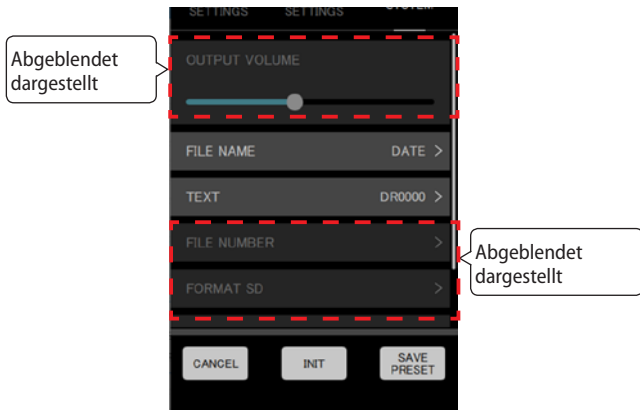 SETTINGS SETTINGS SYSTEM
Abgeblendet
dargestellt
OUTPUT VOLUME
FILE NAME DATE >
TEXT DR0000 >
FILE NUMBER >
Abgeblendet
dargestellt
FORMAT SD >
CANCEL INIT SAVE
PRESET